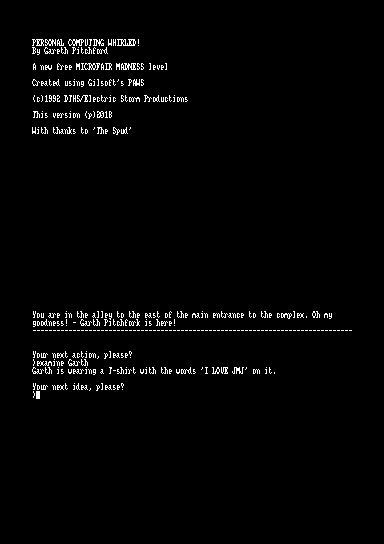 PERSONAL COMPUTING WHIRLED!
By Gareth Pitchford
A new free MICROFAIR MADNESS level
Created using Gilsoft's PAWS
(c)1992 DTHS/Electric Storm Productions
This version (p)2018
With thanks to 'The Spud'
You are in the alley to the east of the main entrance to the complex. Oh my
goodness! - Garth Pitchfork is here!
--------------------------------------------------------------------------------
Your next action, please?
>examine Garth
Garth is wearing a T-shirt with the words 'I LOVE JMJ' on it.
Your next idea, please?
>